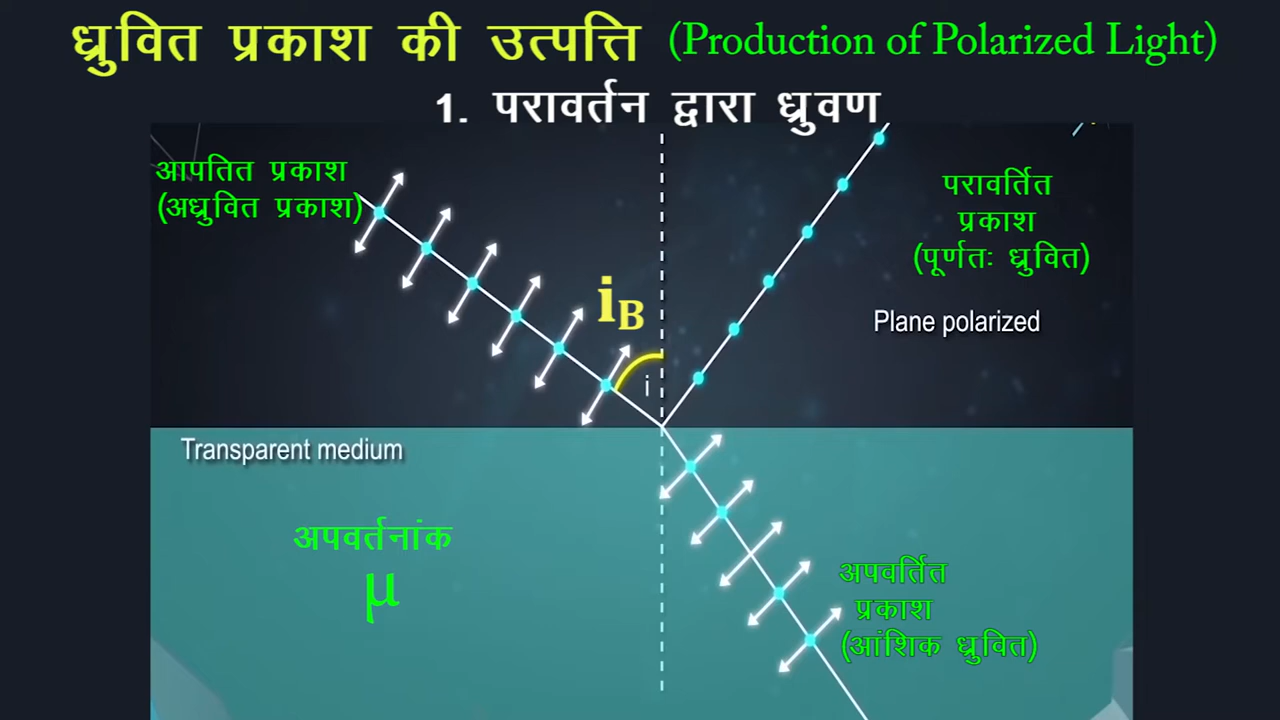 ध्रुवित प्रकाश की उत्पत्ति (Production of Polarized Light)
1. परावर्तन द्वारा ध्रुवण
आपतित प्रकाश
(अध्रुवित प्रकाश)
परावर्तित
प्रकाश
(पूर्णतः ध्रुवित)
Plane polarized
iB
i
Transparent medium
अपवर्तनांक
μ
अपवर्तित
प्रकाश
(आंशिक ध्रुवित)